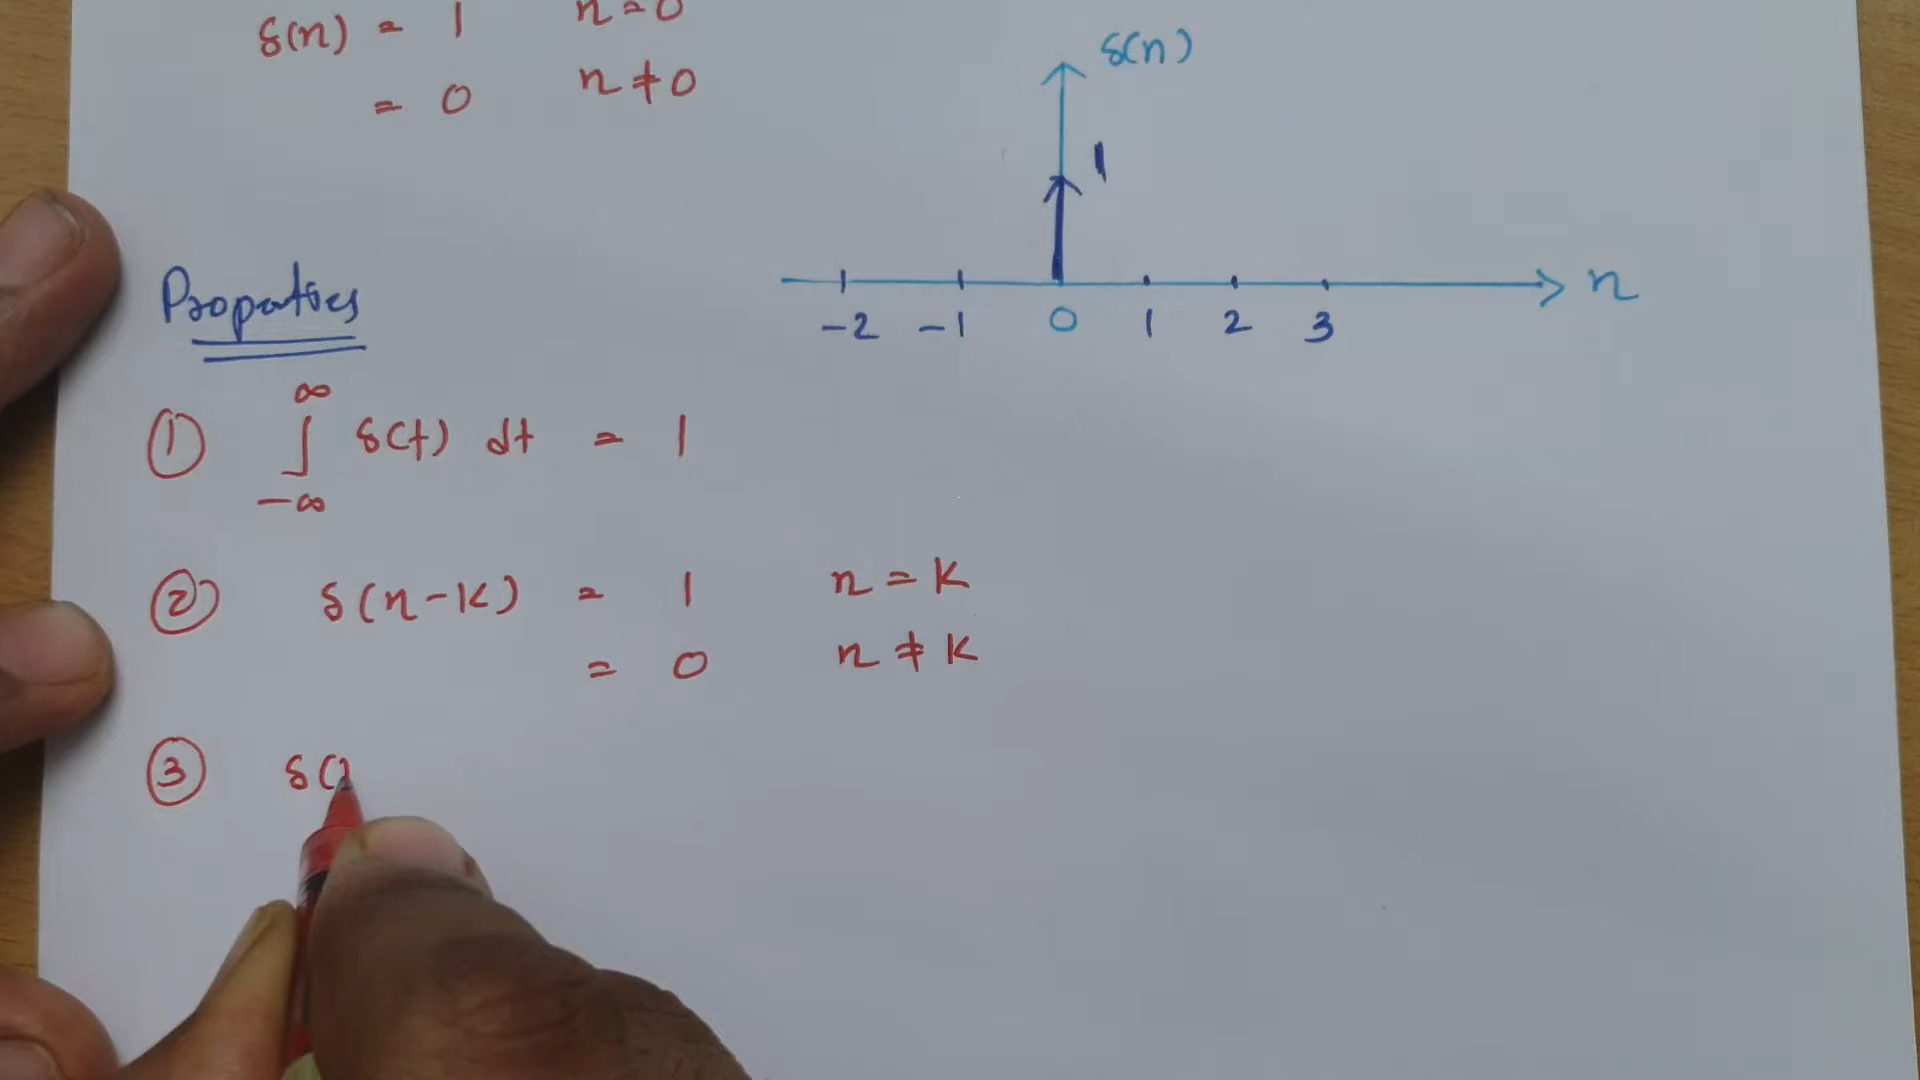 δ(n) = 1 n=0
= 0 n≠0
δ(n)
1
n
-2 -1 0 1 2 3
Properties
① ∫ δ(t) dt = 1
∞
-∞
② δ(n-k) = 1 n = k
= 0 n ≠ k
③ δ(